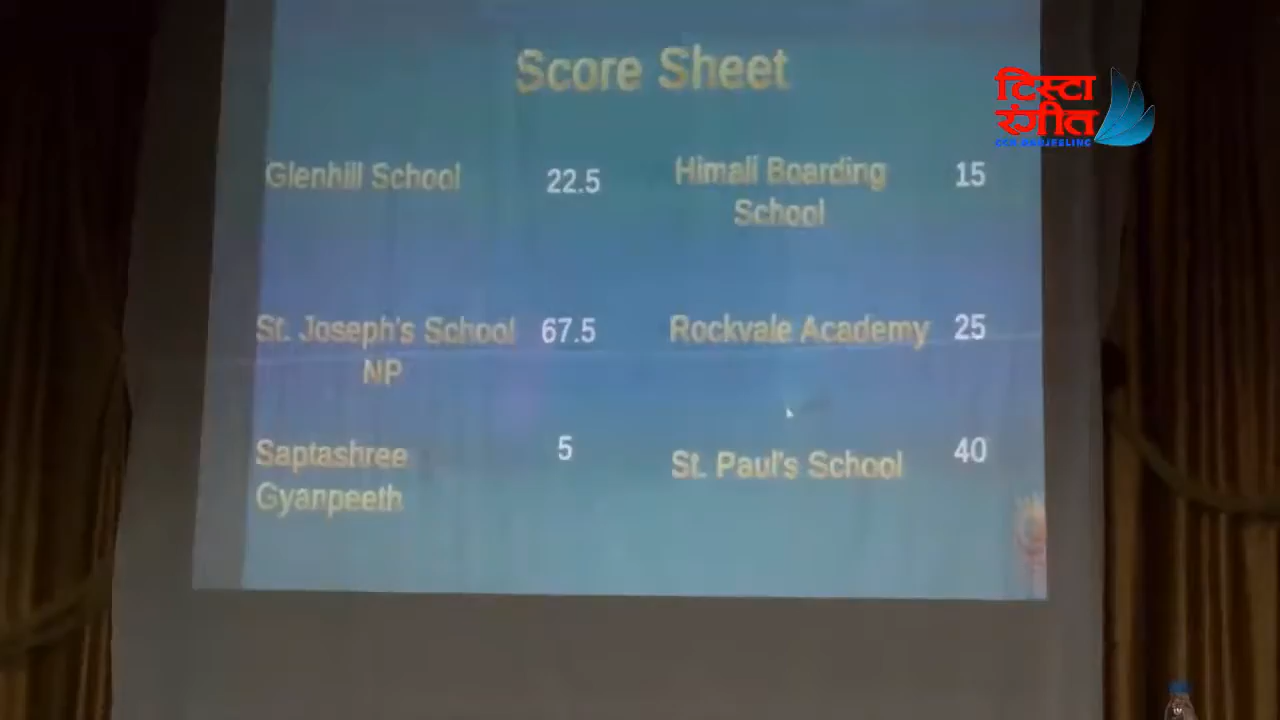 Score Sheet
टिस्टा
रंगीत
Glenhill School 22.5
Himali Boarding 15
School
St. Joseph's School 67.5
NP
Rockvale Academy 25
Saptashree 5
Gyanpeeth
St. Paul's School 40